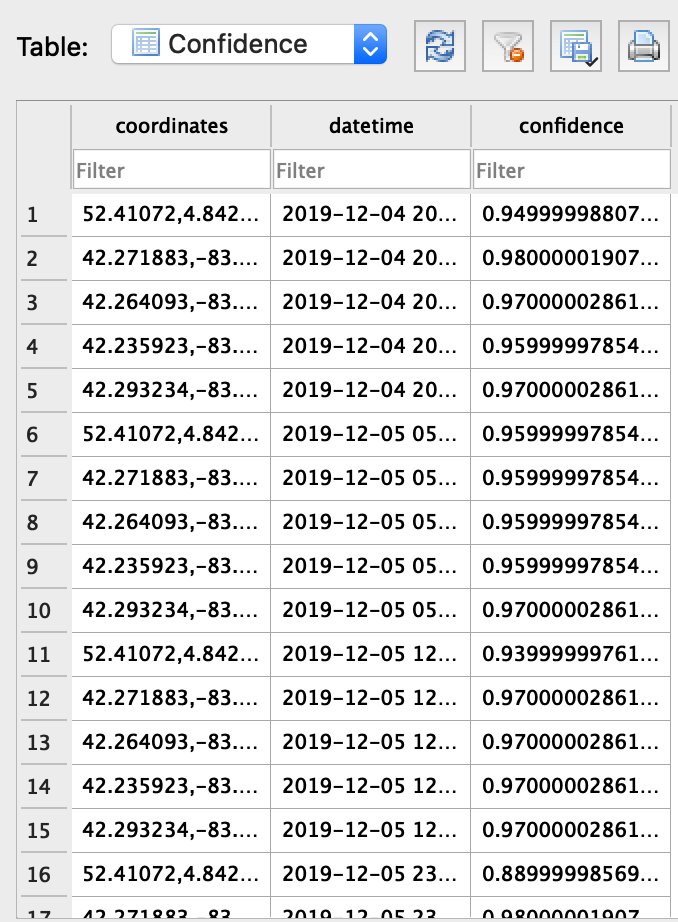 Table: Confidence
coordinates datetime confidence
Filter Filter Filter
1 52.41072,4.842... 2019-12-04 20... 0.94999998807...
2 42.271883,-83.... 2019-12-04 20... 0.98000001907...
3 42.264093,-83.... 2019-12-04 20... 0.97000002861...
4 42.235923,-83.... 2019-12-04 20... 0.95999997854...
5 42.293234,-83.... 2019-12-04 20... 0.97000002861...
6 52.41072,4.842... 2019-12-05 05... 0.95999997854...
7 42.271883,-83.... 2019-12-05 05... 0.95999997854...
8 42.264093,-83.... 2019-12-05 05... 0.95999997854...
9 42.235923,-83.... 2019-12-05 05... 0.95999997854...
10 42.293234,-83.... 2019-12-05 05... 0.97000002861...
11 52.41072,4.842... 2019-12-05 12... 0.93999999761...
12 42.271883,-83.... 2019-12-05 12... 0.97000002861...
13 42.264093,-83.... 2019-12-05 12... 0.97000002861...
14 42.235923,-83.... 2019-12-05 12... 0.97000002861...
15 42.293234,-83.... 2019-12-05 12... 0.97000002861...
16 52.41072,4.842... 2019-12-05 23... 0.88999998569...
17 42.271883,-83.... 2019-12-05 23... 0.98000001907...